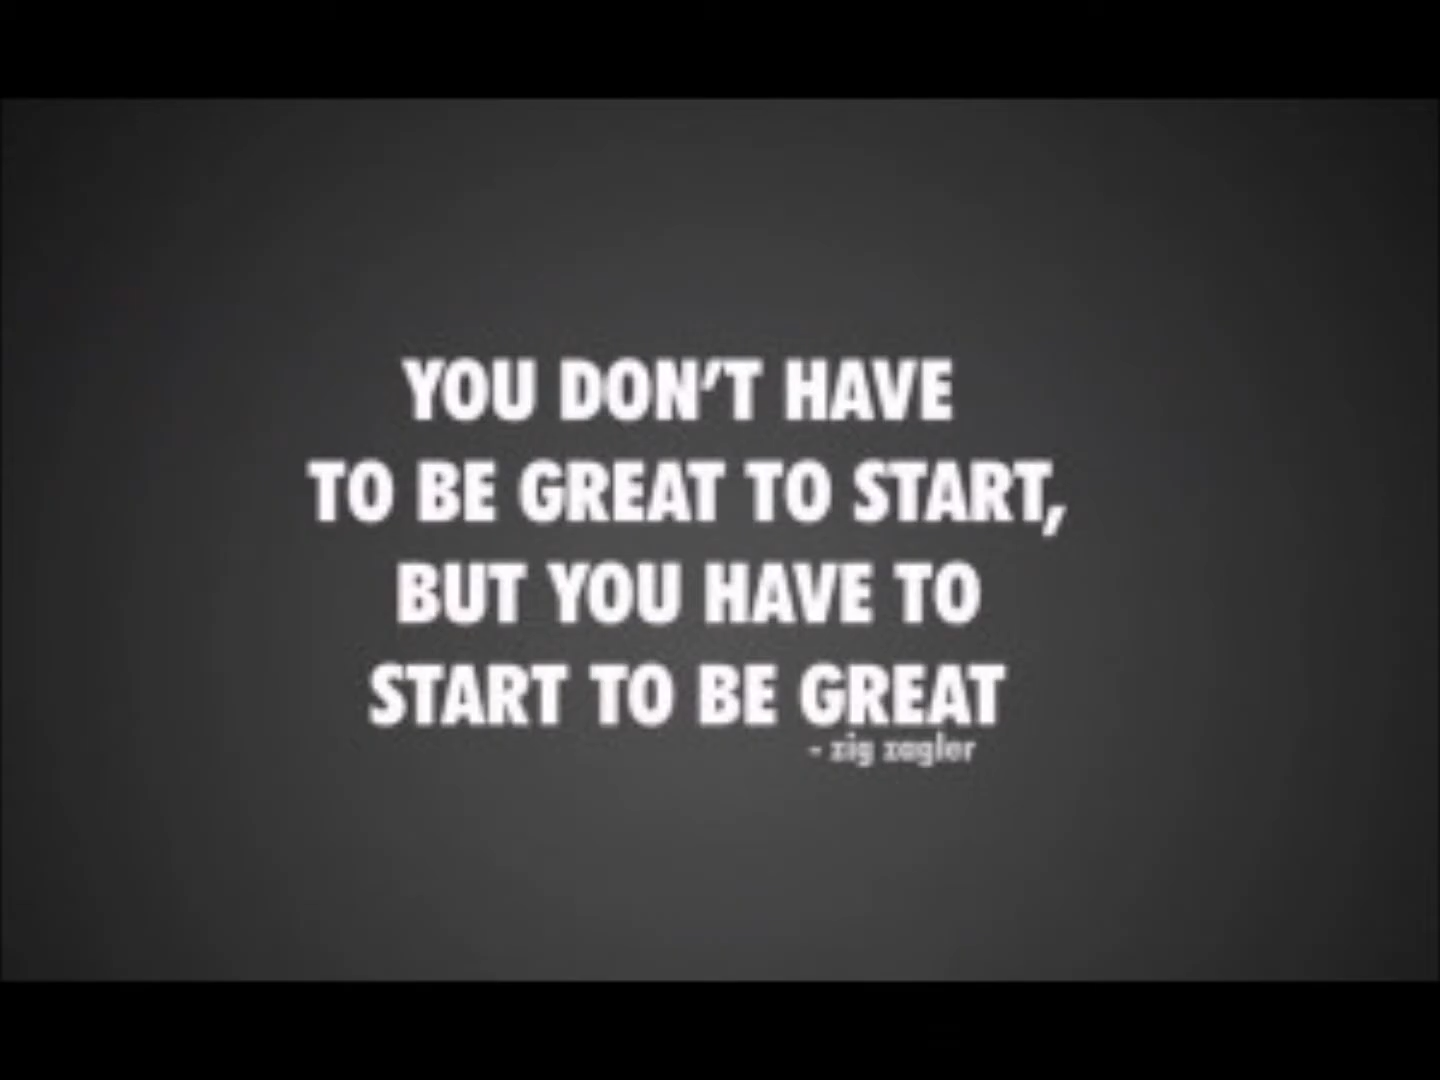 YOU DON'T HAVE
TO BE GREAT TO START,
BUT YOU HAVE TO
START TO BE GREAT
- zig zagler